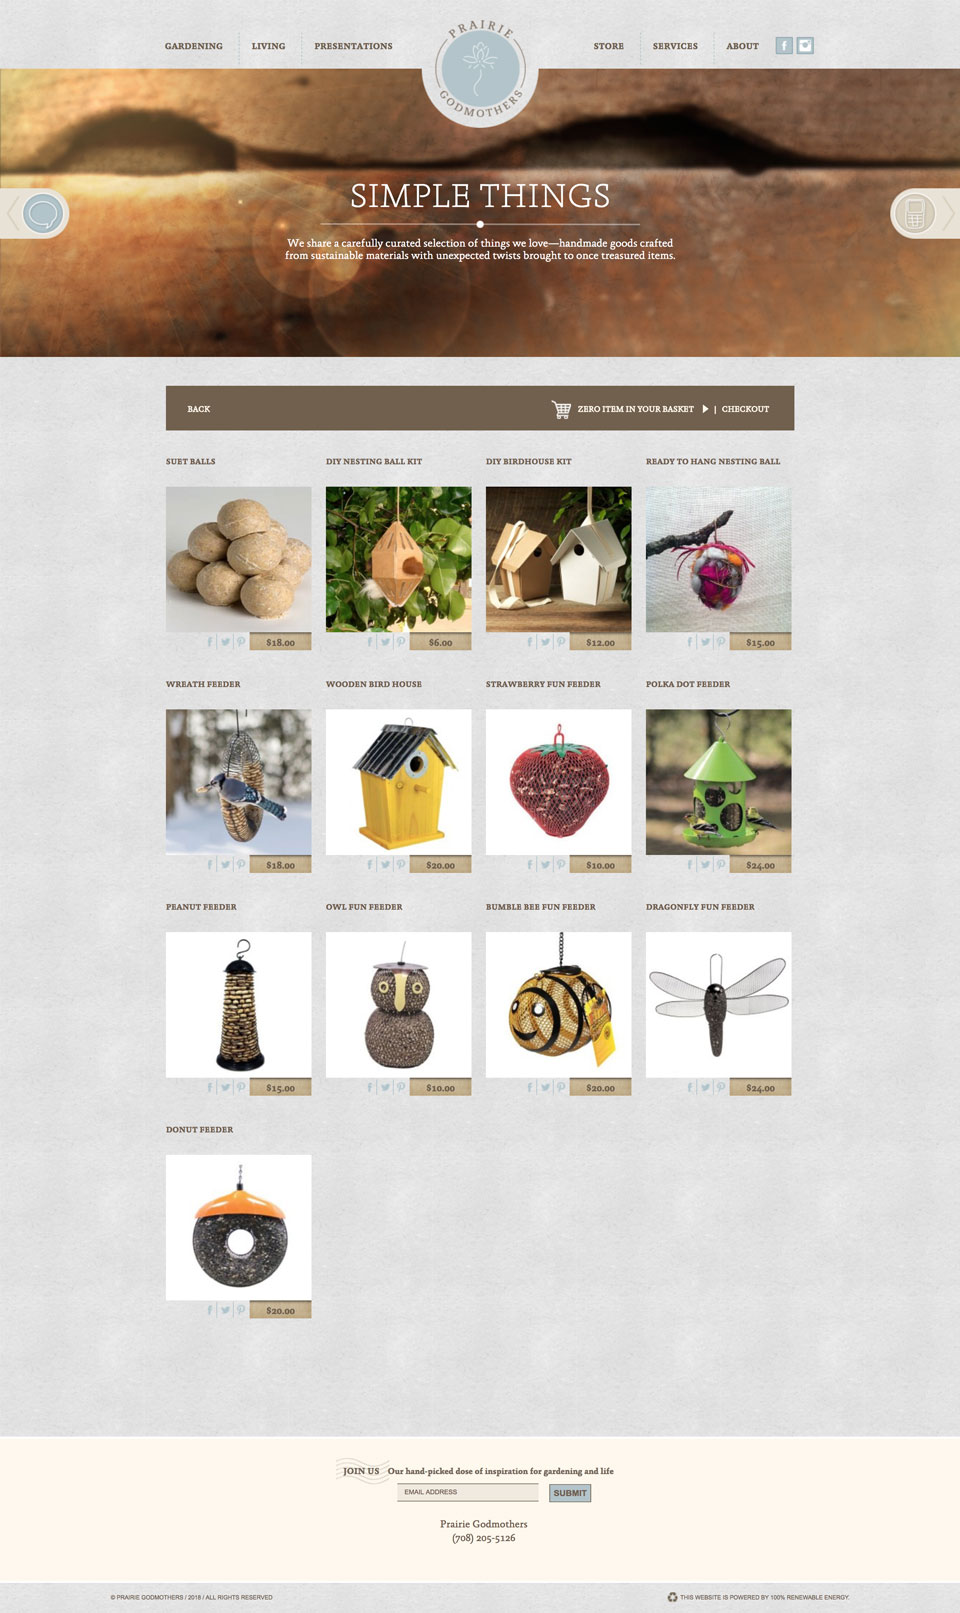 GARDENING
LIVING
PRESENTATIONS
PRAIRIE
GODMOTHERS
STORE
SERVICES
ABOUT
SIMPLE THINGS
We share a carefully curated selection of things we love—handmade goods crafted
from sustainable materials with unexpected twists brought to once treasured items.
BACK
ZERO ITEM IN YOUR BASKET | CHECKOUT
SUET BALLS
DIY NESTING BALL KIT
DIY BIRDHOUSE KIT
READY TO HANG NESTING BALL
$18.00
$6.00
$12.00
$15.00
WREATH FEEDER
WOODEN BIRD HOUSE
STRAWBERRY FUN FEEDER
POLKA DOT FEEDER
$18.00
$20.00
$10.00
$24.00
PEANUT FEEDER
OWL FUN FEEDER
BUMBLE BEE FUN FEEDER
DRAGONFLY FUN FEEDER
$15.00
$10.00
$20.00
$24.00
DONUT FEEDER
$20.00
JOIN US Our hand-picked dose of inspiration for gardening and life
EMAIL ADDRESS
SUBMIT
Prairie Godmothers
(708) 205-5126
© PRAIRIE GODMOTHERS / 2018 / ALL RIGHTS RESERVED
THIS WEBSITE IS POWERED BY 100% RENEWABLE ENERGY.